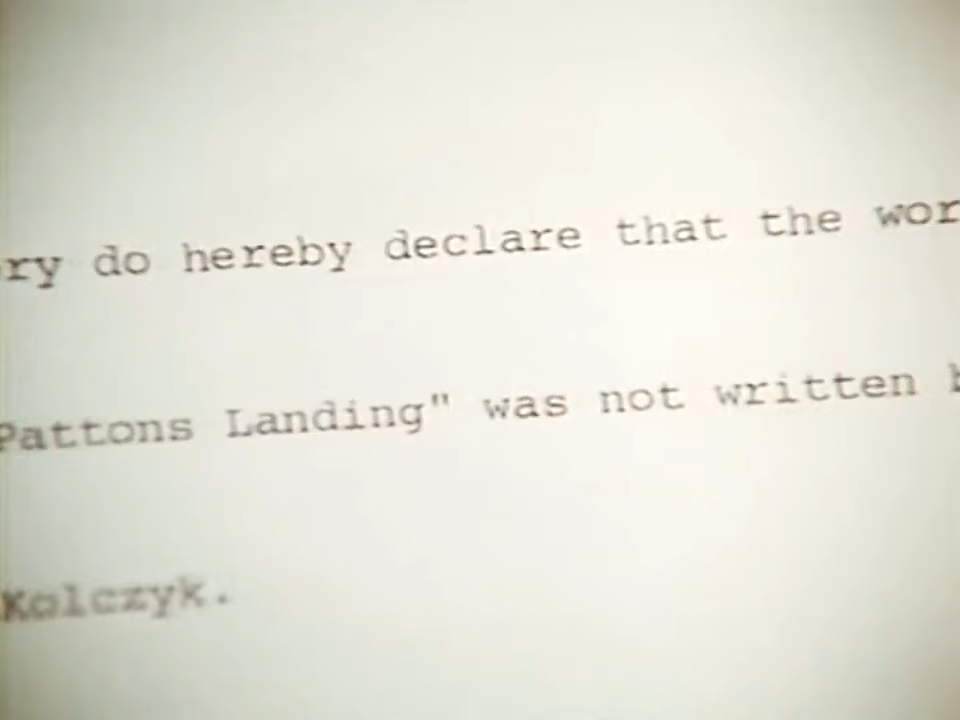 ry do hereby declare that the wor
Pattons Landing" was not written b
Kolczyk.